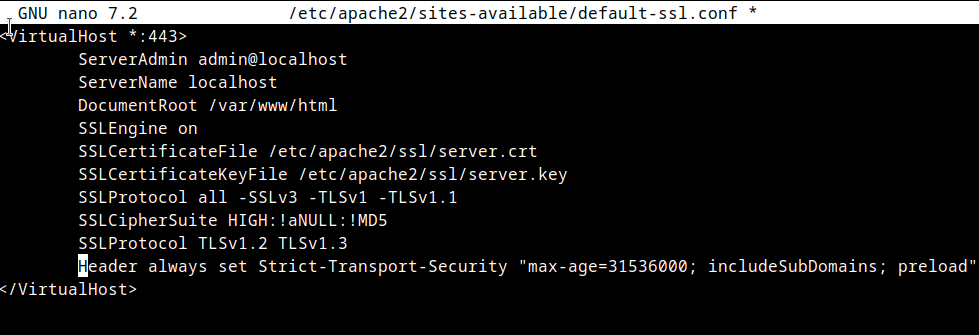 GNU nano 7.2 /etc/apache2/sites-available/default-ssl.conf *
<VirtualHost *:443>
ServerAdmin admin@localhost
ServerName localhost
DocumentRoot /var/www/html
SSLEngine on
SSLCertificateFile /etc/apache2/ssl/server.crt
SSLCertificateKeyFile /etc/apache2/ssl/server.key
SSLProtocol all -SSLv3 -TLSv1 -TLSv1.1
SSLCipherSuite HIGH:!aNULL:!MD5
SSLProtocol TLSv1.2 TLSv1.3
Header always set Strict-Transport-Security "max-age=31536000; includeSubDomains; preload"
</VirtualHost>